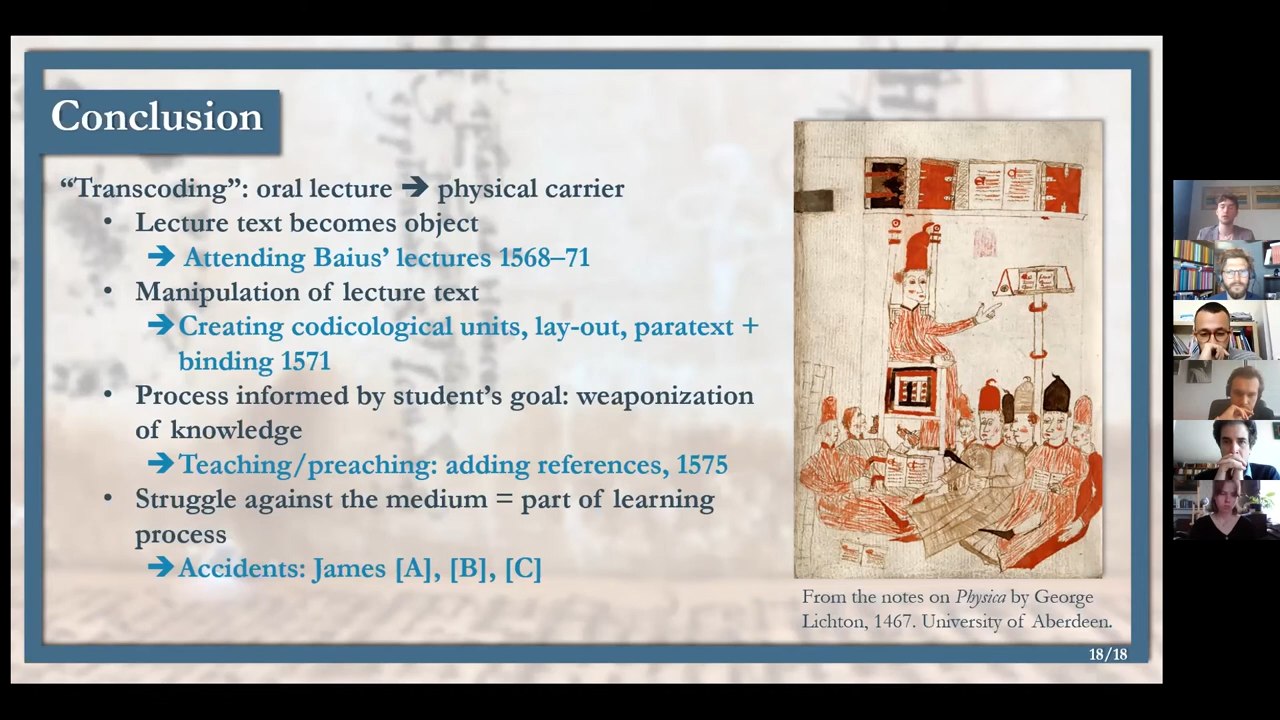 Conclusion
“Transcoding”: oral lecture ➔ physical carrier
• Lecture text becomes object
➔ Attending Baius’ lectures 1568–71
• Manipulation of lecture text
➔ Creating codicological units, lay-out, paratext +
binding 1571
• Process informed by student’s goal: weaponization
of knowledge
➔ Teaching/preaching: adding references, 1575
• Struggle against the medium = part of learning
process
➔ Accidents: James [A], [B], [C]
From the notes on Physica by George
Lichton, 1467. University of Aberdeen.
18/18